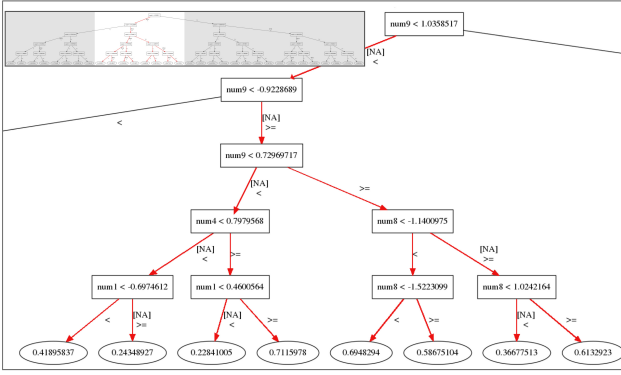 num9 < 1.0358517
[NA]
<
num9 < -0.9228689
<
[NA]
>=
num9 < 0.72969717
[NA]
<
>=
num4 < 0.7979568
num8 < -1.1400975
[NA]
<
>=
<
[NA]
>=
num1 < -0.6974612
num1 < 0.4600564
num8 < -1.5223099
num8 < 1.0242164
<
[NA]
>=
[NA]
<
>=
<
>=
[NA]
<
>=
0.41895837
0.24348927
0.22841005
0.7115978
0.6948294
0.58675104
0.36677513
0.6132923